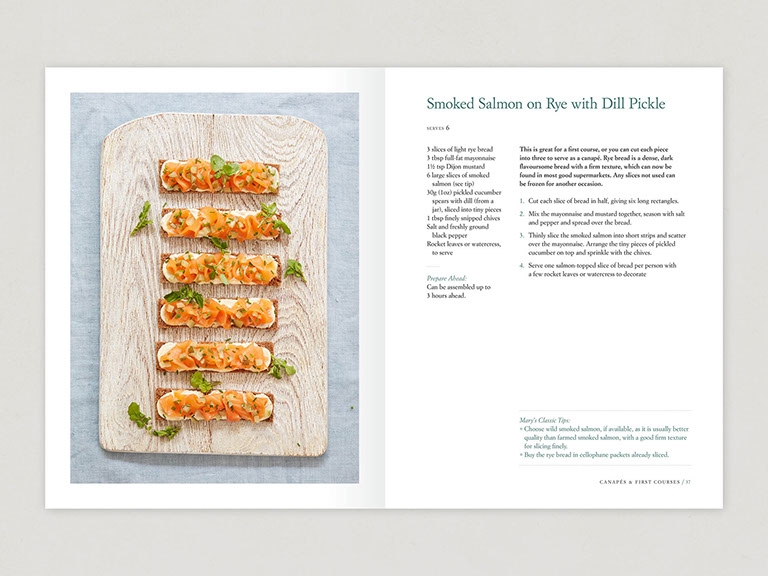 Smoked Salmon on Rye with Dill Pickle
SERVES 6
3 slices of light rye bread
3 tbsp full-fat mayonnaise
1½ tsp Dijon mustard
6 large slices of smoked
salmon (see tip)
30g (1oz) pickled cucumber
spears with dill (from a
jar), sliced into tiny pieces
1 tbsp finely snipped chives
Salt and freshly ground
black pepper
Rocket leaves or watercress,
to serve
Prepare Ahead:
Can be assembled up to
3 hours ahead.
This is great for a first course, or you can cut each piece
into three to serve as a canapé. Rye bread is a dense, dark
flavoursome bread with a firm texture, which can now be
found in most good supermarkets. Any slices not used can
be frozen for another occasion.
1. Cut each slice of bread in half, giving six long rectangles.
2. Mix the mayonnaise and mustard together, season with salt
and pepper and spread over the bread.
3. Thinly slice the smoked salmon into short strips and scatter
over the mayonnaise. Arrange the tiny pieces of pickled
cucumber on top and sprinkle with the chives.
4. Serve one salmon-topped slice of bread per person with
a few rocket leaves or watercress to decorate
Mary's Classic Tips:
+ Choose wild smoked salmon, if available, as it is usually better
quality than farmed smoked salmon, with a good firm texture
for slicing finely.
+ Buy the rye bread in cellophane packets already sliced.
CANAPÉS & FIRST COURSES / 37